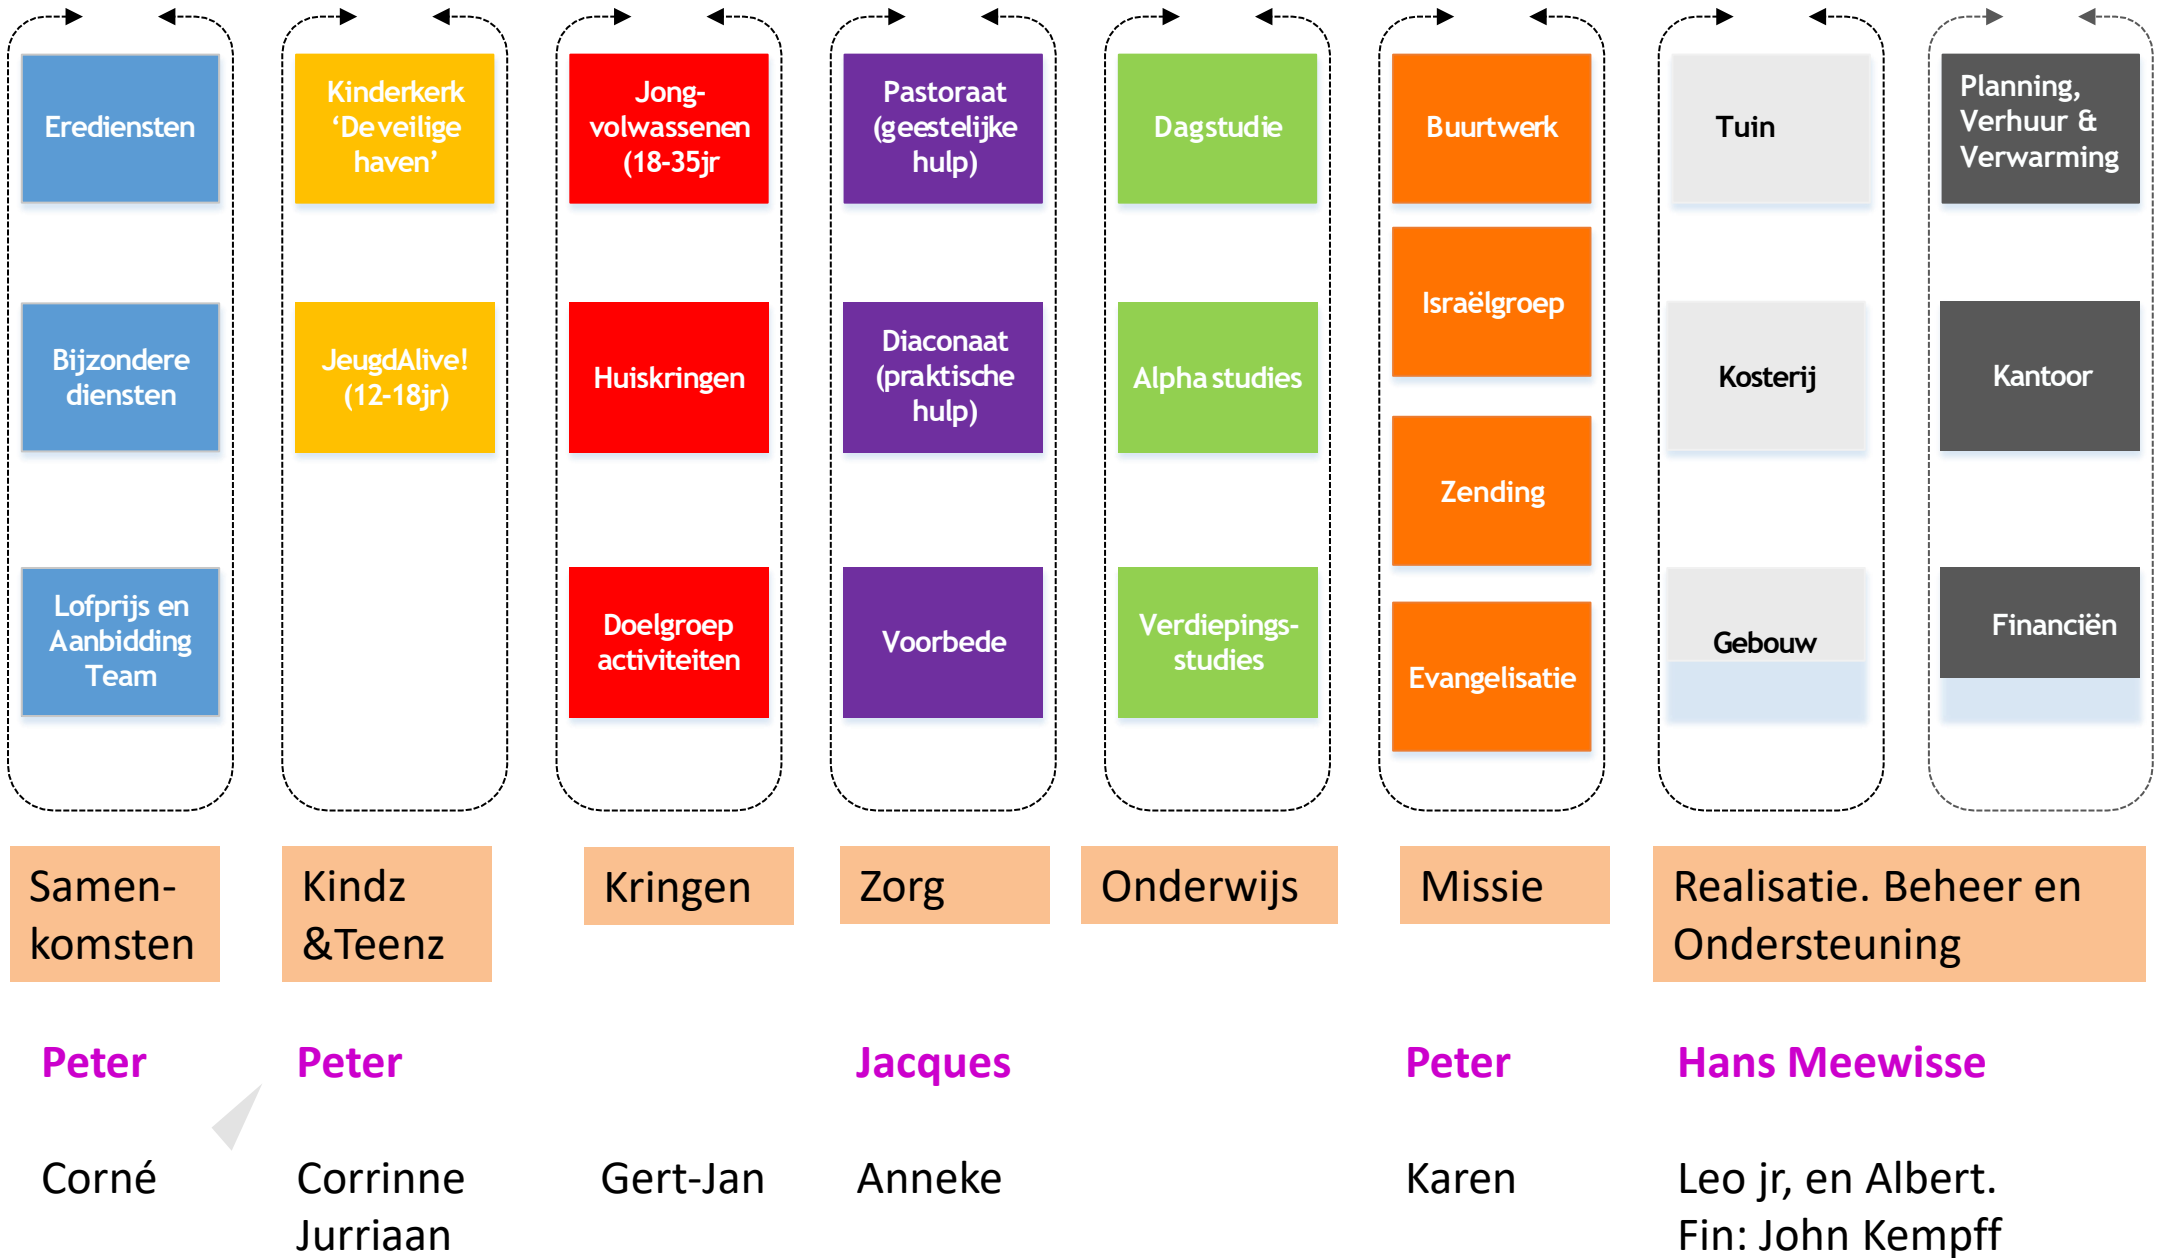 Erediensten
Bijzondere
diensten
Lofprijs en
Aanbidding
Team
Kinderkerk
‘De veilige
haven’
JeugdAlive!
(12-18jr)
Jong-
volwassenen
(18-35jr
Huiskringen
Doelgroep
activiteiten
Pastoraat
(geestelijke
hulp)
Diaconaat
(praktische
hulp)
Voorbede
Dagstudie
Alpha studies
Verdiepings-
studies
Buurtwerk
Israëlgroep
Zending
Evangelisatie
Tuin
Kosterij
Gebouw
Planning,
Verhuur &
Verwarming
Kantoor
Financiën
Samen-
komsten
Kindz
&Teenz
Kringen
Zorg
Onderwijs
Missie
Realisatie. Beheer en
Ondersteuning
Peter
Peter
Jacques
Peter
Hans Meewisse
Corné
Corrinne
Jurriaan
Gert-Jan
Anneke
Karen
Leo jr, en Albert.
Fin: John Kempff